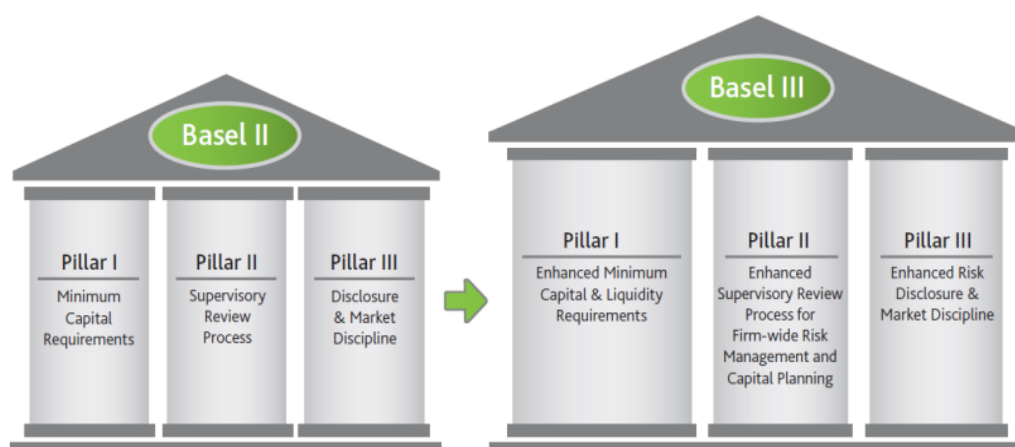 Basel II
Pillar I
Minimum
Capital
Requirements
Pillar II
Supervisory
Review
Process
Pillar III
Disclosure
& Market
Discipline
Basel III
Pillar I
Enhanced Minimum
Capital & Liquidity
Requirements
Pillar II
Enhanced
Supervisory Review
Process for
Firm-wide Risk
Management and
Capital Planning
Pillar III
Enhanced Risk
Disclosure &
Market Discipline